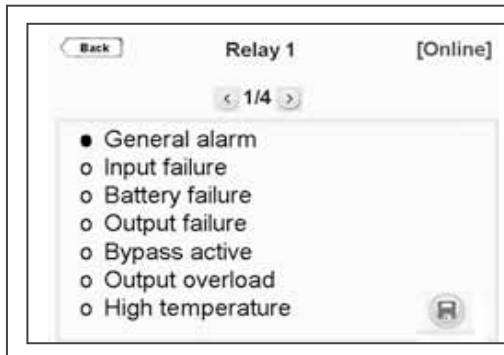 Back Relay 1 [Online]
< 1/4 >
General alarm
Input failure
Battery failure
Output failure
Bypass active
Output overload
High temperature